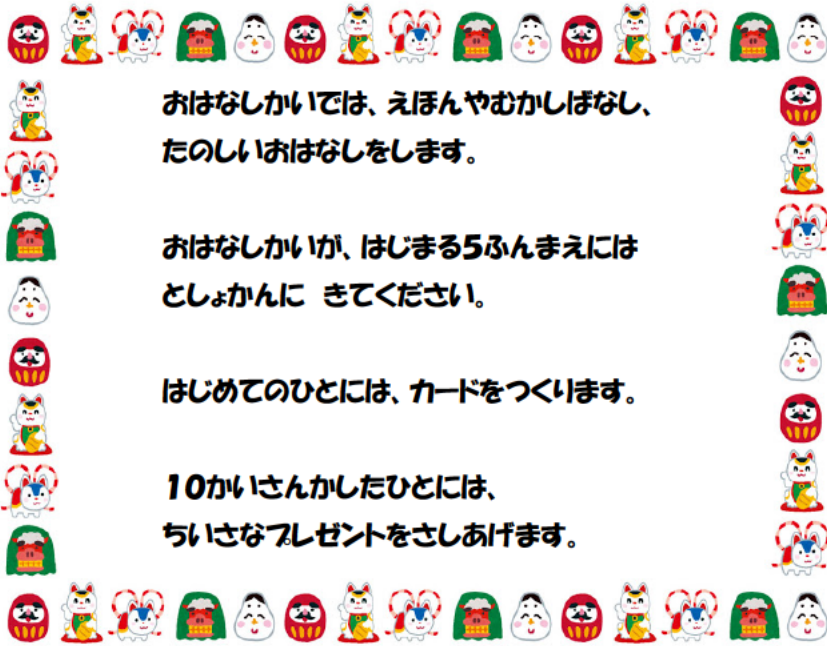 おはなしかいでは、えほんやむかしばなし、
たのしいおはなしをします。
おはなしかいが、はじまる5ふんまえには
としょかんに　きてください。
はじめてのひとには、カードをつくります。
10かいさんかしたひとには、
ちいさなプレゼントをさしあげます。